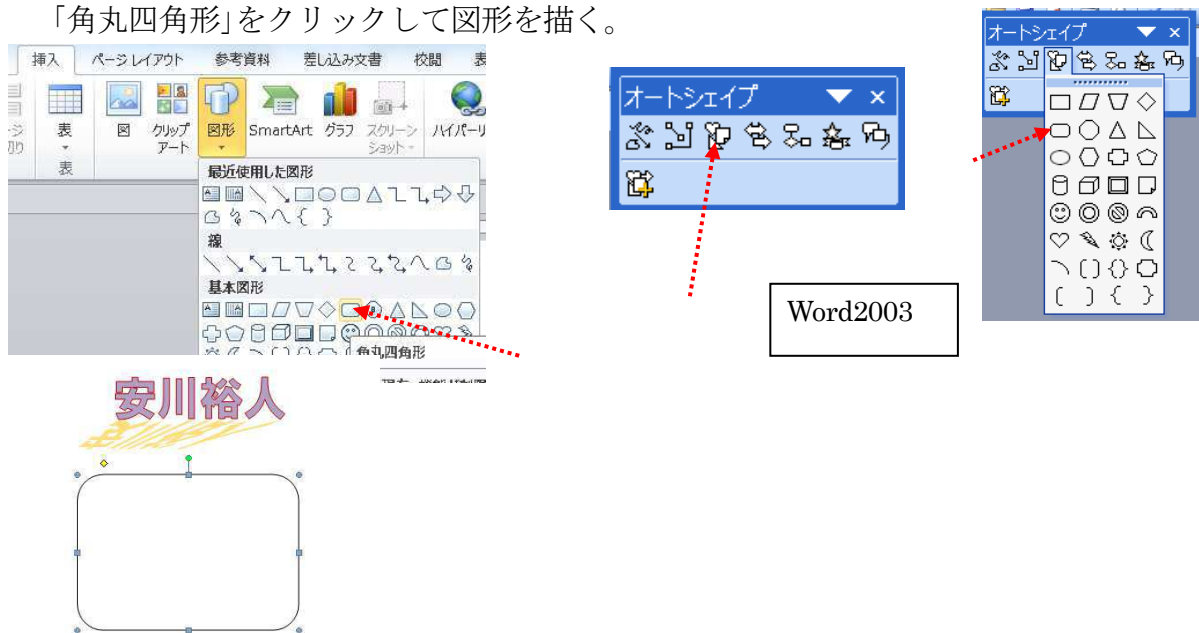 「角丸四角形」をクリックして図形を描く。
挿入 ページ レイアウト 参考資料 差し込み文書 校閲
表 図 クリップアート 図形 SmartArt グラフ スクリーンショット ハイパーリ
表
最近使用した図形
線
基本図形
角丸四角形
オートシェイプ
オートシェイプ
Word2003
安川裕人